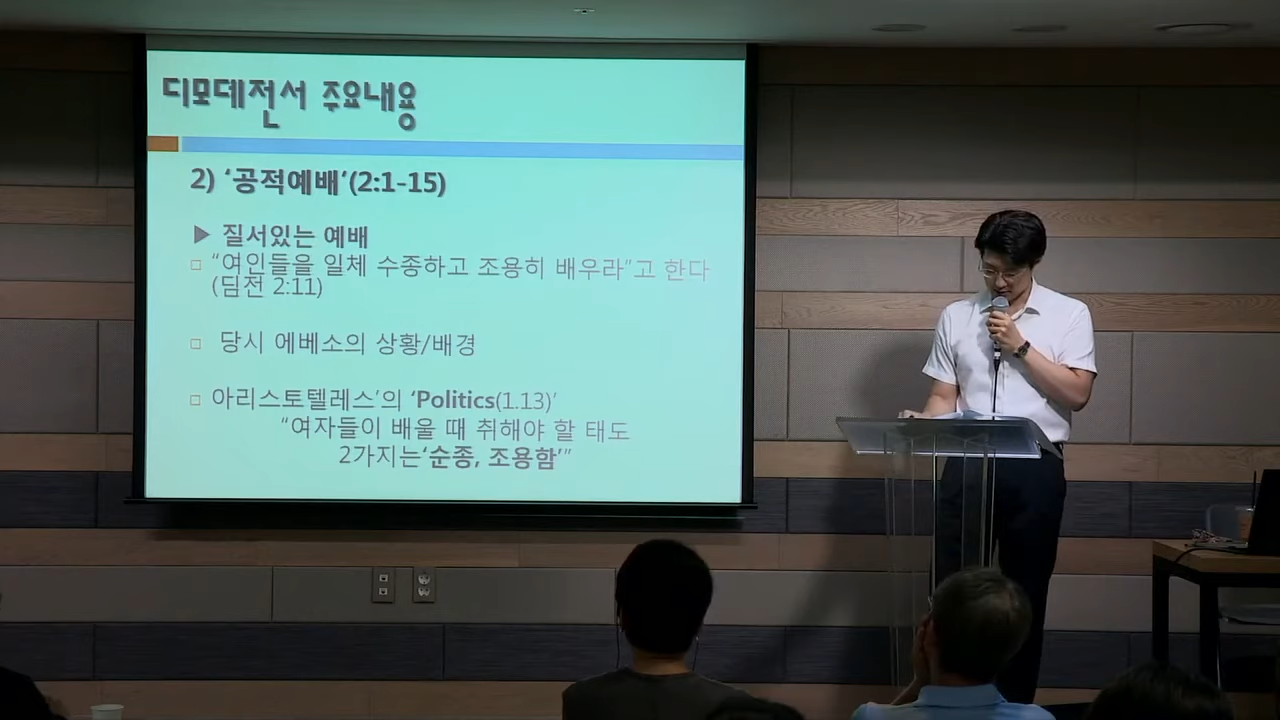 디모데전서 주요내용
2) ‘공적예배‘(2:1-15)
▶ 질서있는 예배
□ “여인들을 일체 수종하고 조용히 배우라”고 한다
(딤전 2:11)
□ 당시 에베소의 상황/배경
□ 아리스토텔레스’의 ‘Politics(1.13)’
“여자들이 배울 때 취해야 할 태도
2가지는‘순종, 조용함’”